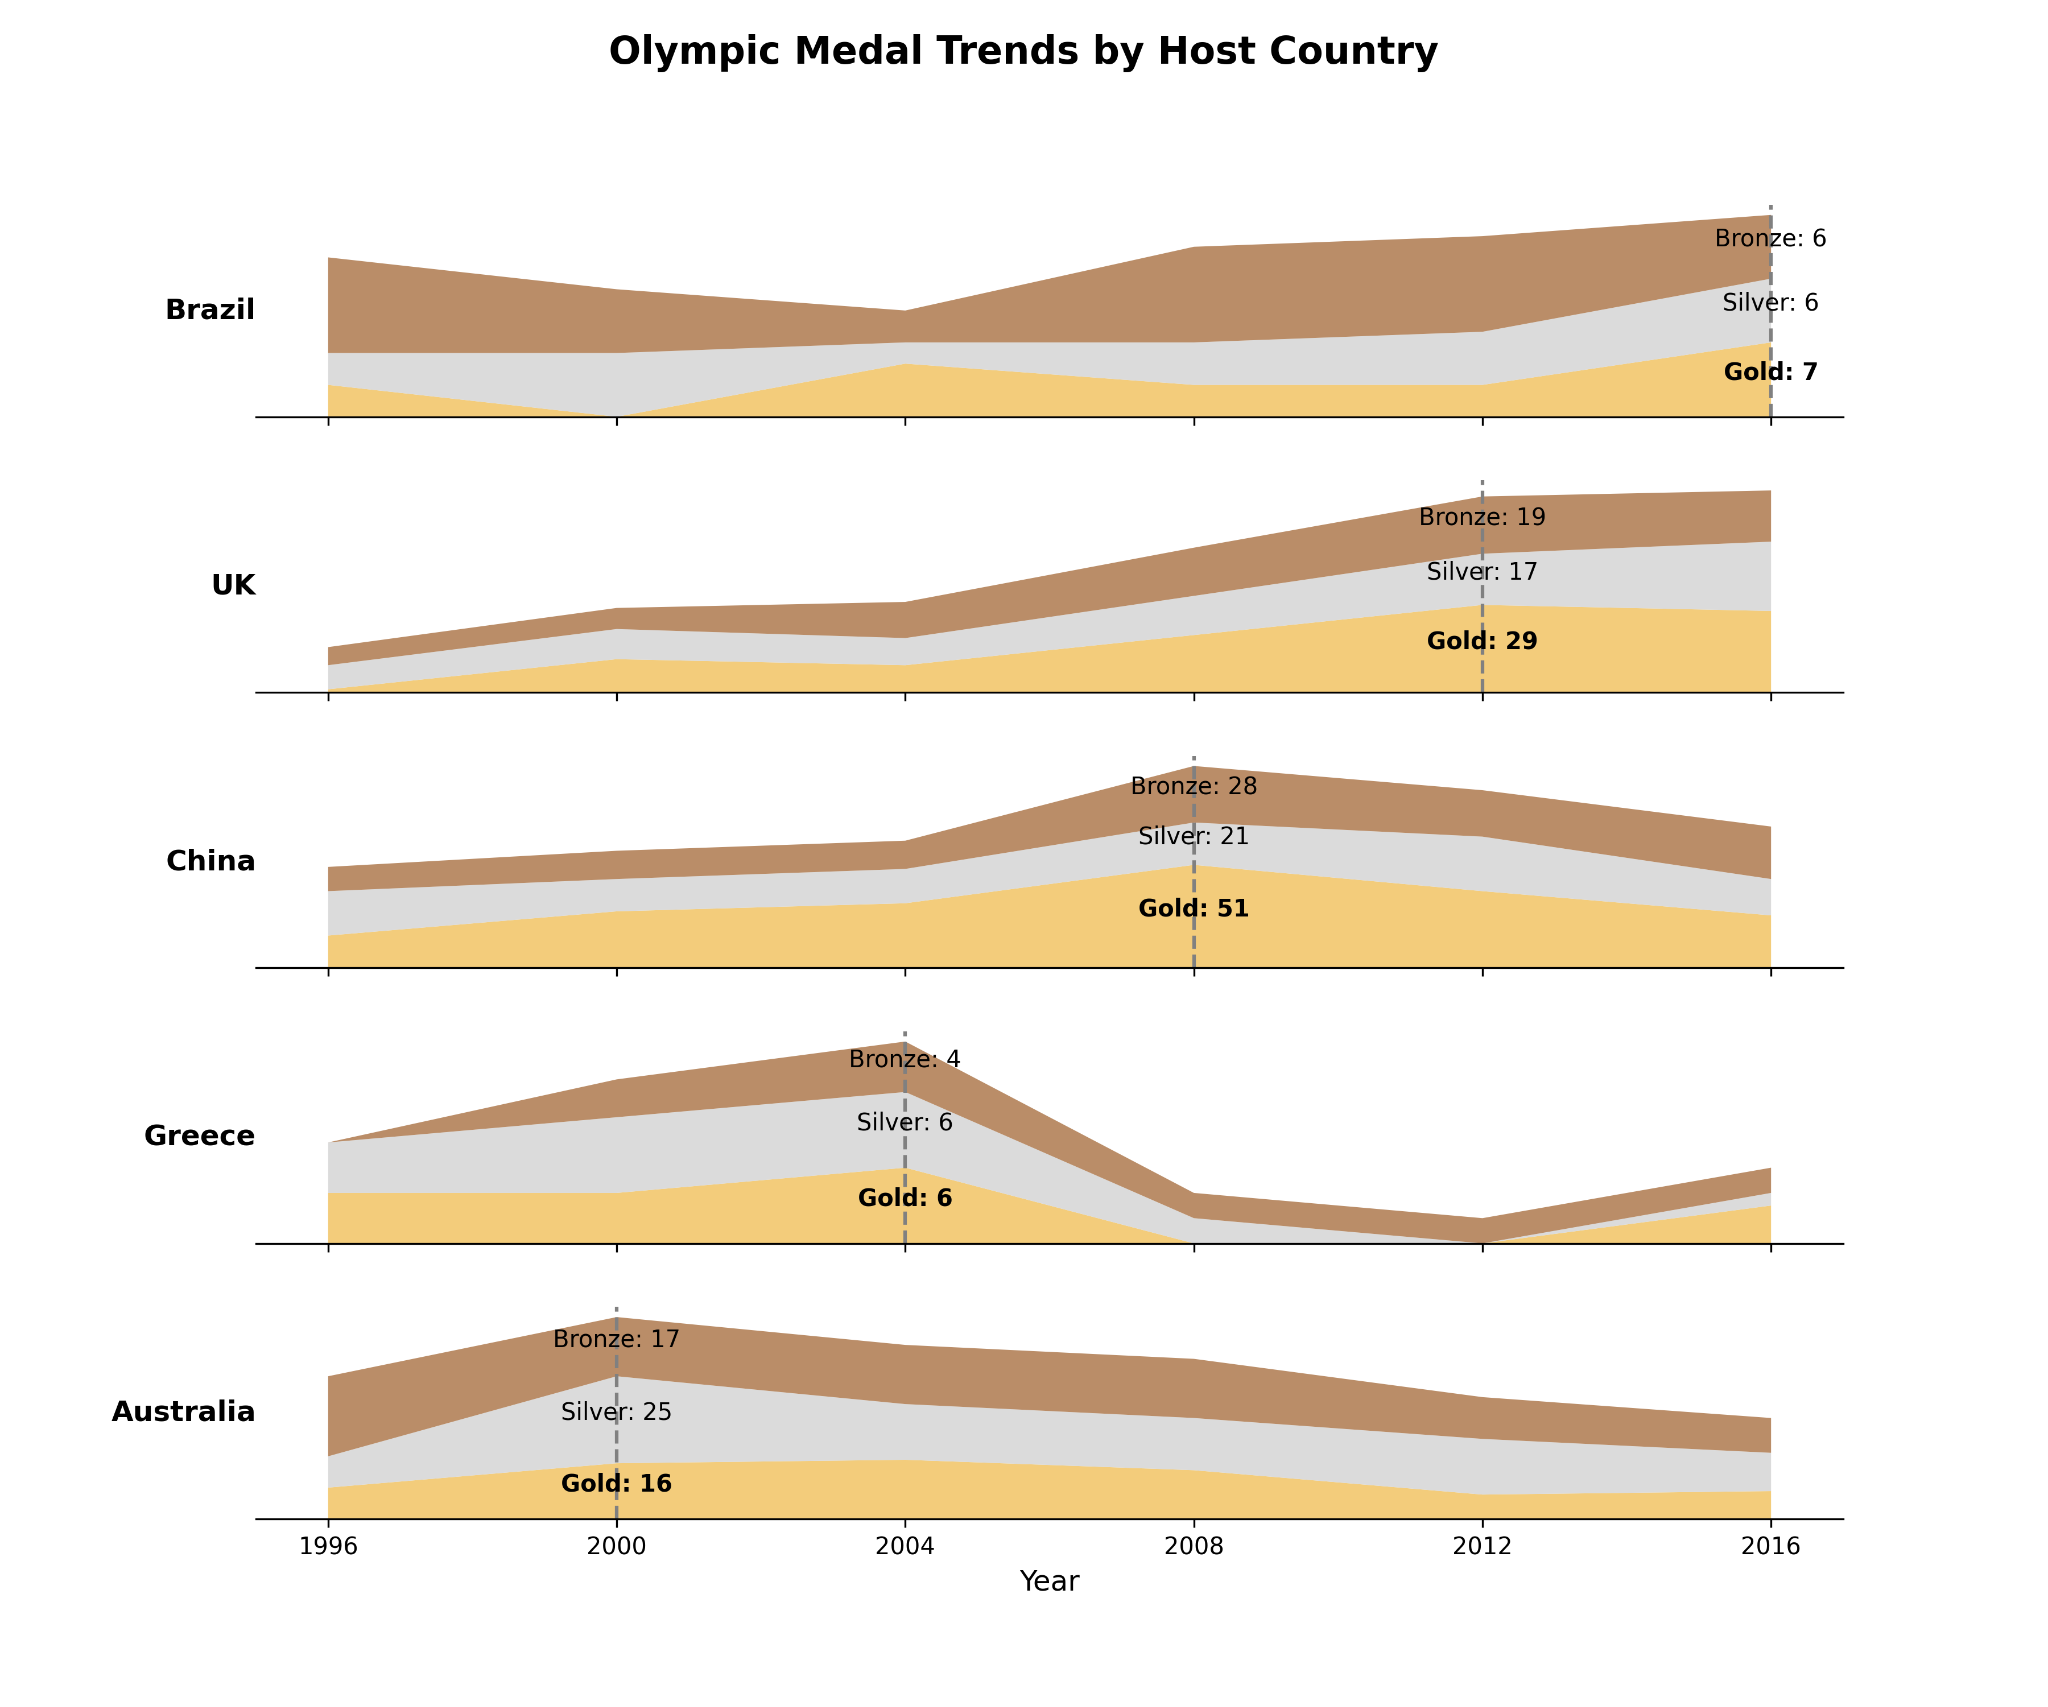 Olympic Medal Trends by Host Country
Brazil
Bronze: 6
Silver: 6
Gold: 7
UK
Bronze: 19
Silver: 17
Gold: 29
China
Bronze: 28
Silver: 21
Gold: 51
Greece
Bronze: 4
Silver: 6
Gold: 6
Australia
Bronze: 17
Silver: 25
Gold: 16
1996 2000 2004 2008 2012 2016
Year